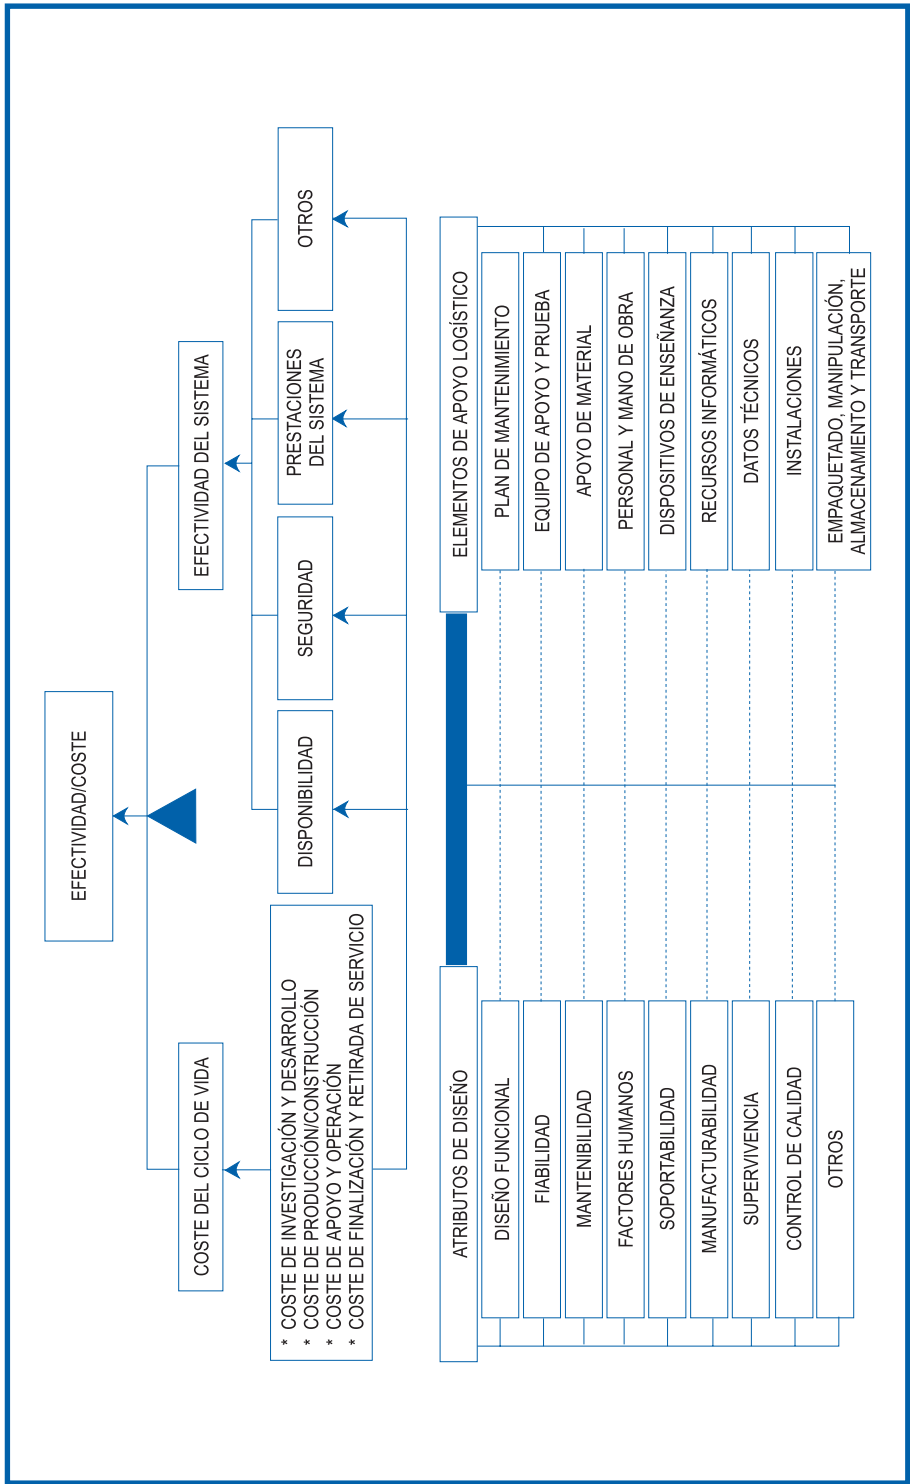 EFECTIVIDAD/COSTE
COSTE DEL CICLO DE VIDA
EFECTIVIDAD DEL SISTEMA
* COSTE DE INVESTIGACIÓN Y DESARROLLO
* COSTE DE PRODUCCIÓN/CONSTRUCCIÓN
* COSTE DE APOYO Y OPERACIÓN
* COSTE DE FINALIZACIÓN Y RETIRADA DE SERVICIO
DISPONIBILIDAD
SEGURIDAD
PRESTACIONES
DEL SISTEMA
OTROS
ATRIBUTOS DE DISEÑO
DISEÑO FUNCIONAL
FIABILIDAD
MANTENIBILIDAD
FACTORES HUMANOS
SOPORTABILIDAD
MANUFACTURABILIDAD
SUPERVIVENCIA
CONTROL DE CALIDAD
OTROS
ELEMENTOS DE APOYO LOGÍSTICO
PLAN DE MANTENIMIENTO
EQUIPO DE APOYO Y PRUEBA
APOYO DE MATERIAL
PERSONAL Y MANO DE OBRA
DISPOSITIVOS DE ENSEÑANZA
RECURSOS INFORMÁTICOS
DATOS TÉCNICOS
INSTALACIONES
EMPAQUETADO, MANIPULACIÓN,
ALMACENAMIENTO Y TRANSPORTE